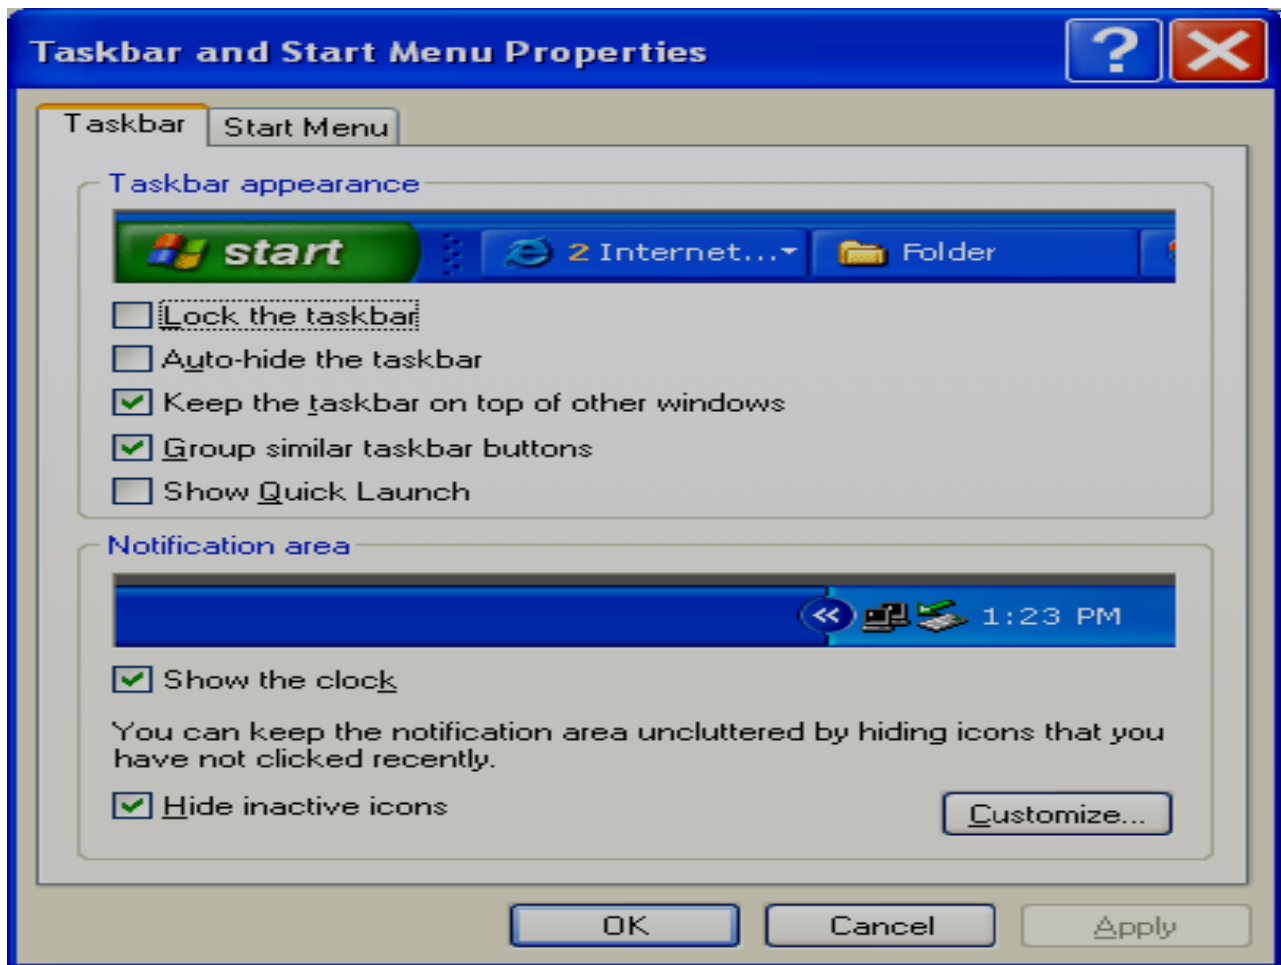 Taskbar and Start Menu Properties
Taskbar
Start Menu
Taskbar appearance
start
2 Internet...
Folder
Lock the taskbar
Auto-hide the taskbar
Keep the taskbar on top of other windows
Group similar taskbar buttons
Show Quick Launch
Notification area
1:23 PM
Show the clock
You can keep the notification area uncluttered by hiding icons that you
have not clicked recently.
Hide inactive icons
Customize...
OK
Cancel
Apply